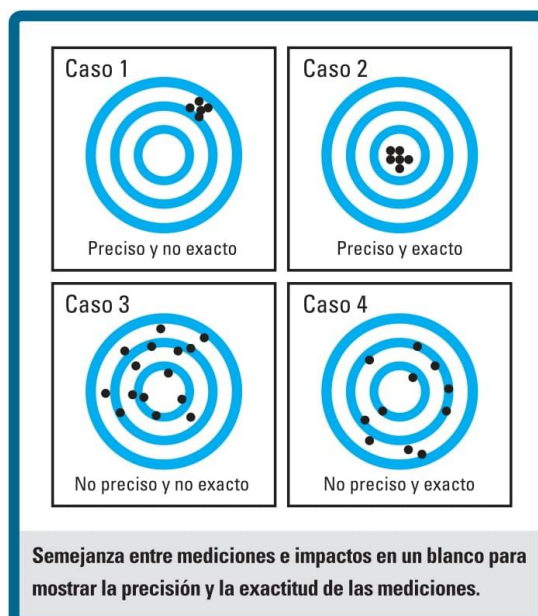 Caso 1
Preciso y no exacto
Caso 2
Preciso y exacto
Caso 3
No preciso y no exacto
Caso 4
No preciso y exacto
Semejanza entre mediciones e impactos en un blanco para
mostrar la precisión y la exactitud de las mediciones.